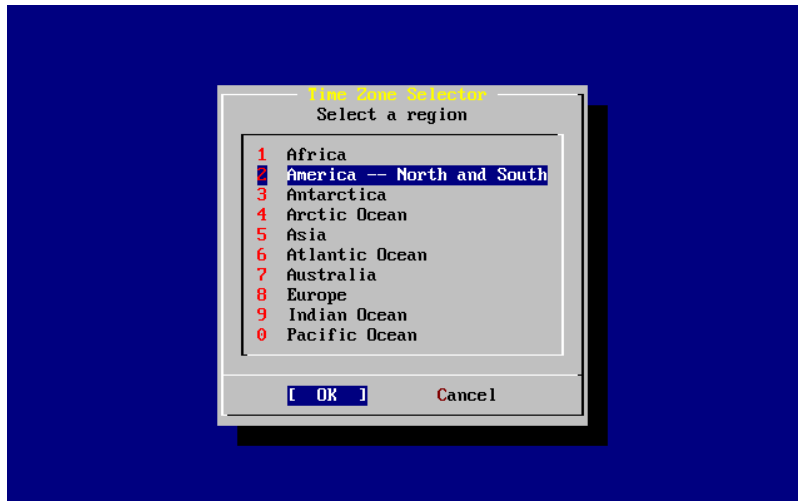 Time Zone Selector
Select a region
1 Africa
2 America -- North and South
3 Antarctica
4 Arctic Ocean
5 Asia
6 Atlantic Ocean
7 Australia
8 Europe
9 Indian Ocean
0 Pacific Ocean
[ OK ] Cancel